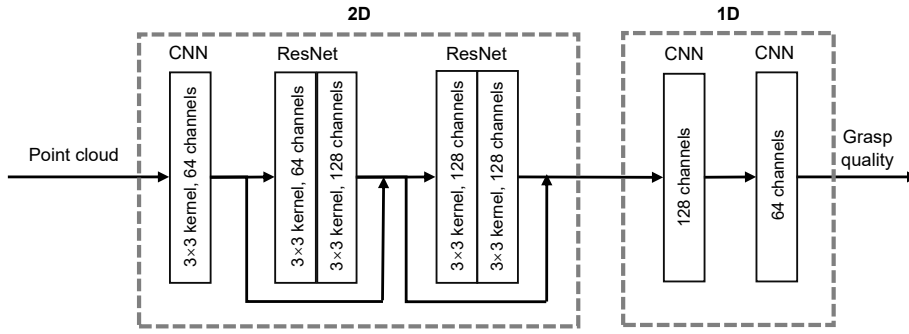 2D
1D
CNN
ResNet
ResNet
CNN
CNN
Point cloud
3×3 kernel, 64 channels
3×3 kernel, 64 channels
3×3 kernel, 128 channels
3×3 kernel, 128 channels
3×3 kernel, 128 channels
128 channels
64 channels
Grasp
quality